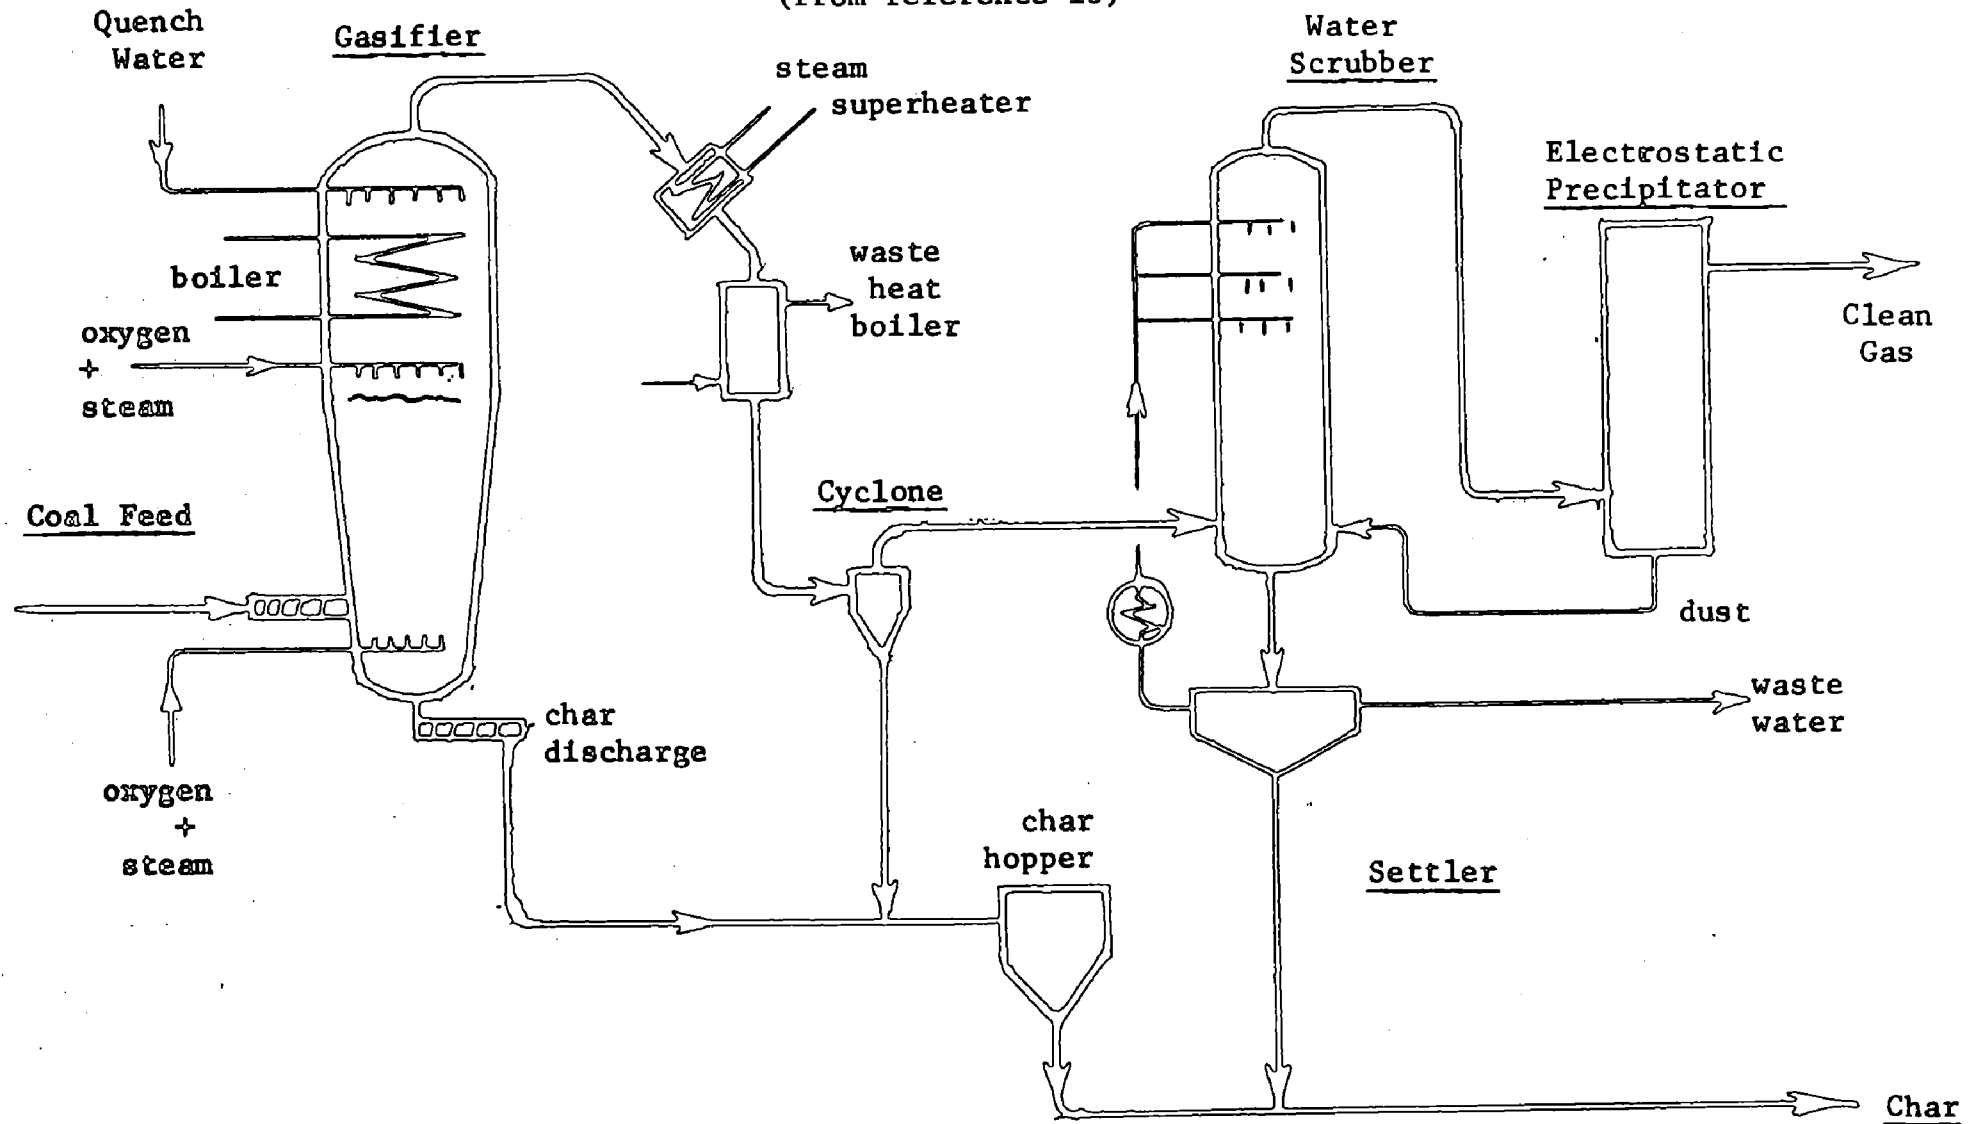 Quench
Water
Gasifier
steam
superheater
Water
Scrubber
Electrostatic
Precipitator
boiler
waste
heat
boiler
oxygen
+
steam
Clean
Gas
Cyclone
Coal Feed
dust
char
discharge
waste
water
oxygen
+
steam
char
hopper
Settler
Char